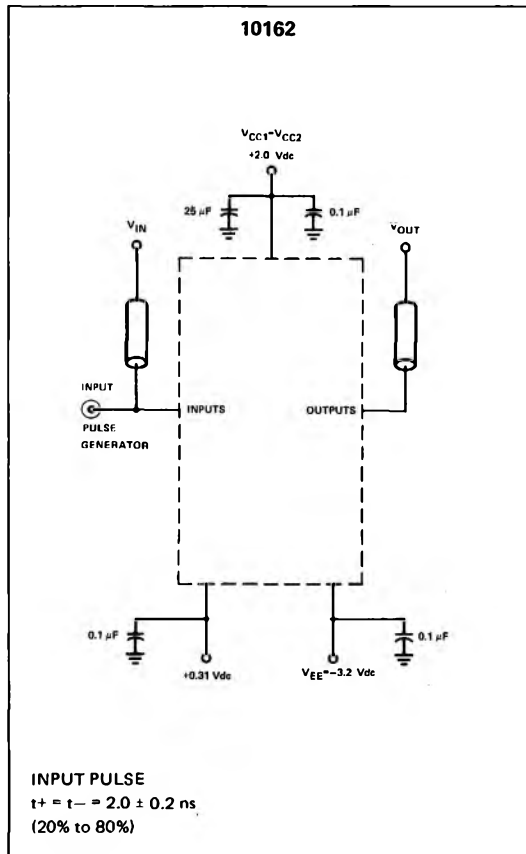 10162
VCC1=VCC2
+2.0 Vdc
25 µF
0.1 µF
VIN
VOUT
INPUT
PULSE
GENERATOR
INPUTS
OUTPUTS
0.1 µF
+0.31 Vdc
VEE=-3.2 Vdc
0.1 µF
INPUT PULSE
t+ = t- = 2.0 ± 0.2 ns
(20% to 80%)